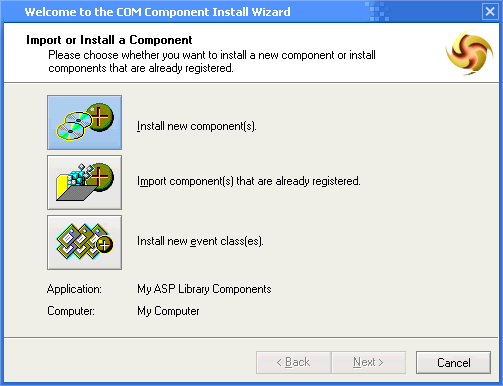 Welcome to the COM Component Install Wizard
Import or Install a Component
Please choose whether you want to install a new component or install
components that are already registered.
Install new component(s).
Import component(s) that are already registered.
Install new event class(es).
Application: My ASP Library Components
Computer: My Computer
< Back Next > Cancel